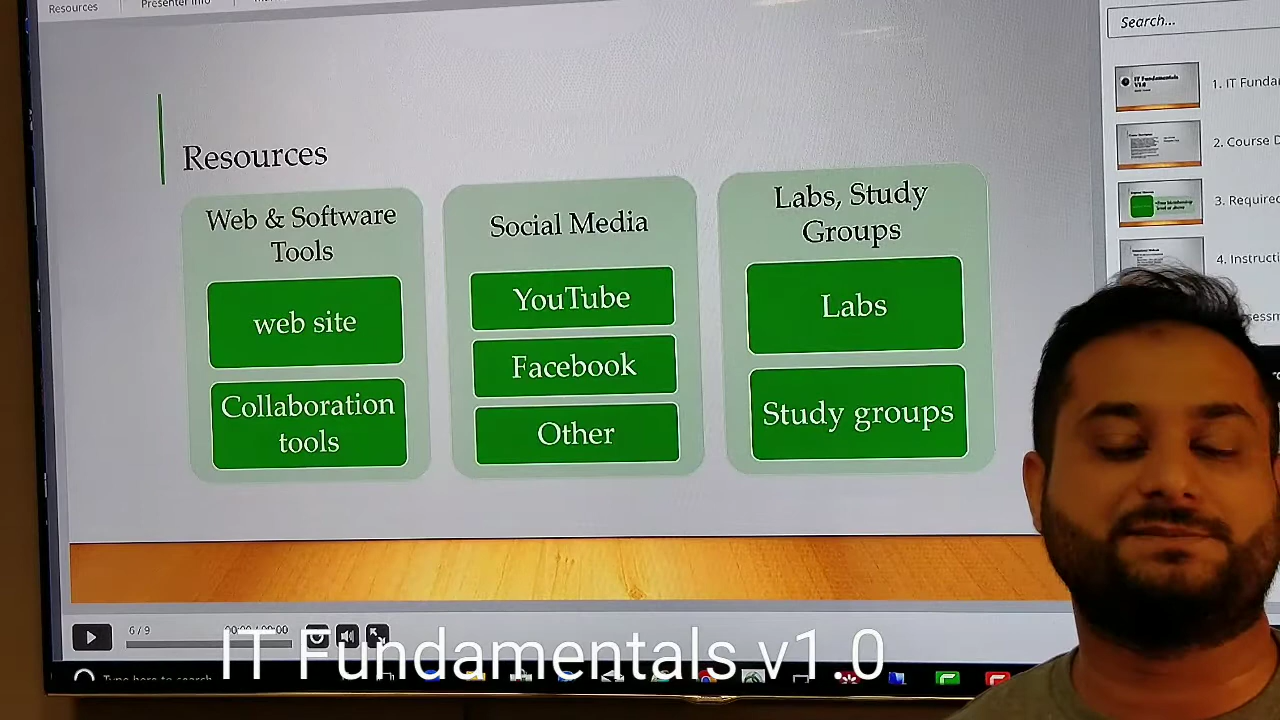 Resources
Presenter Info
Search...
1. IT Funda
2. Course D
3. Require
4. Instructi
Resources
Web & Software
Tools
web site
Collaboration
tools
Social Media
YouTube
Facebook
Other
Labs, Study
Groups
Labs
Study groups
6 / 9
IT Fundamentals v1.0